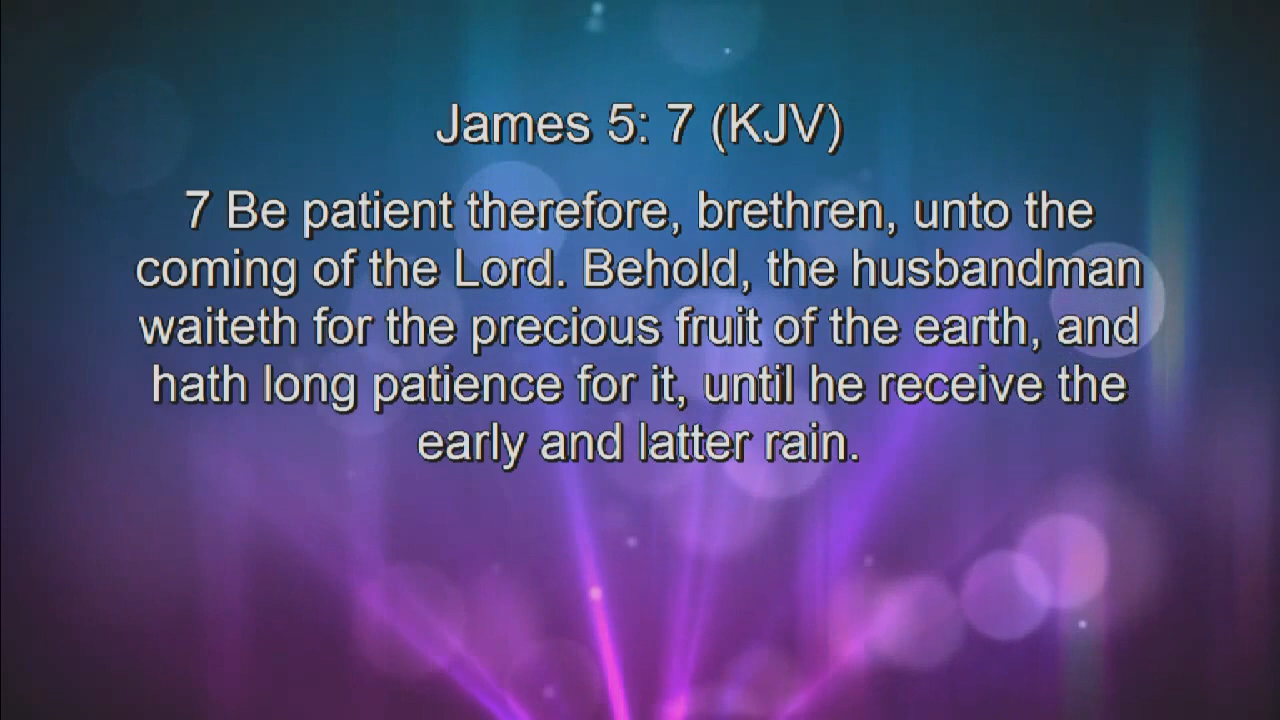 James 5: 7 (KJV)
7 Be patient therefore, brethren, unto the
coming of the Lord. Behold, the husbandman
waiteth for the precious fruit of the earth, and
hath long patience for it, until he receive the
early and latter rain.